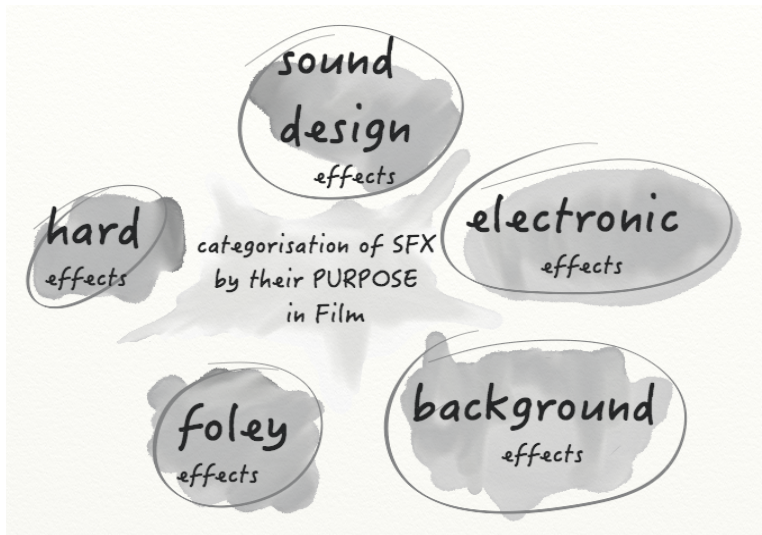 sound
design
effects
hard
effects
categorisation of SFX
by their PURPOSE
in Film
electronic
effects
foley
effects
background
effects